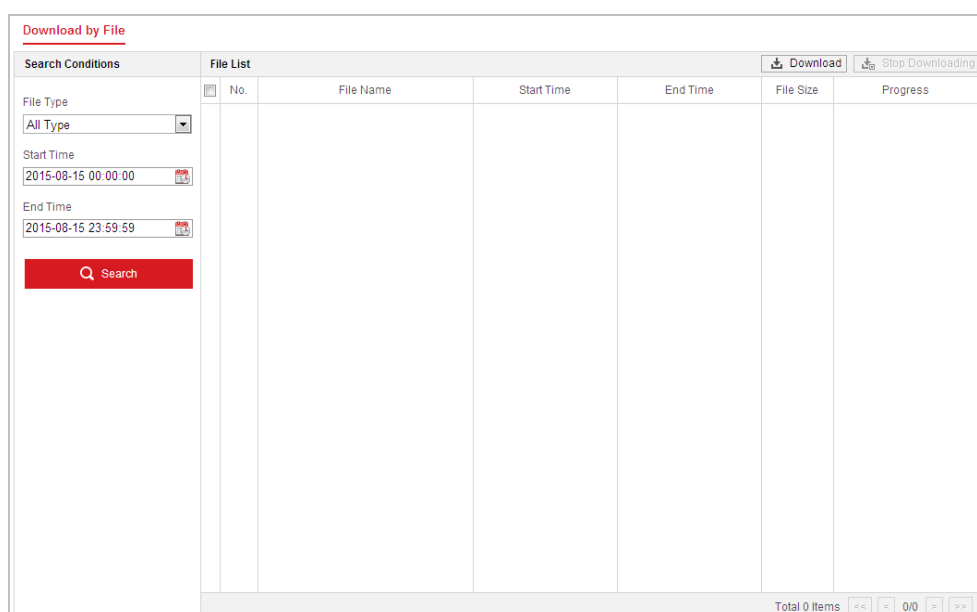 Download by File
Search Conditions
File List
Download
Stop Downloading
No.
File Name
Start Time
End Time
File Size
Progress
File Type
All Type
Start Time
2015-08-15 00:00:00
End Time
2015-08-15 23:59:59
Search
Total 0 Items << < 0/0 > >>